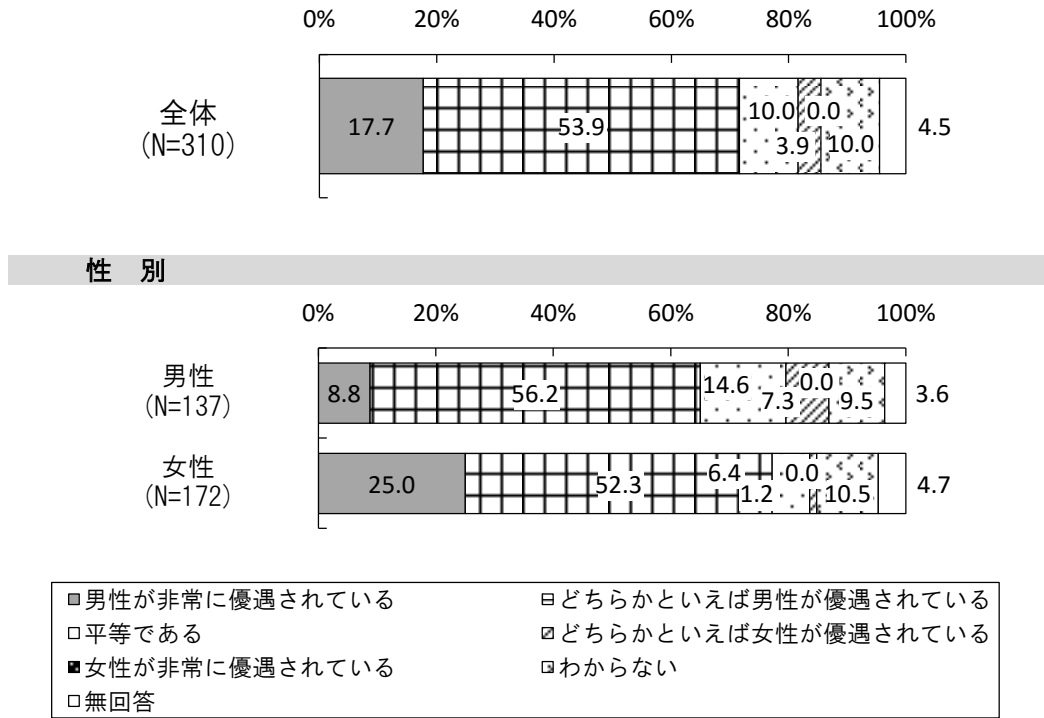 0% 20% 40% 60% 80% 100%
全体
(N=310)
17.7 53.9 10.0 3.9 0.0 10.0 4.5
性 別
0% 20% 40% 60% 80% 100%
男性
(N=137)
8.8 56.2 14.6 7.3 0.0 9.5 3.6
女性
(N=172)
25.0 52.3 6.4 1.2 0.0 10.5 4.7
男性が非常に優遇されている どちらかといえば男性が優遇されている
平等である どちらかといえば女性が優遇されている
女性が非常に優遇されている わからない
無回答